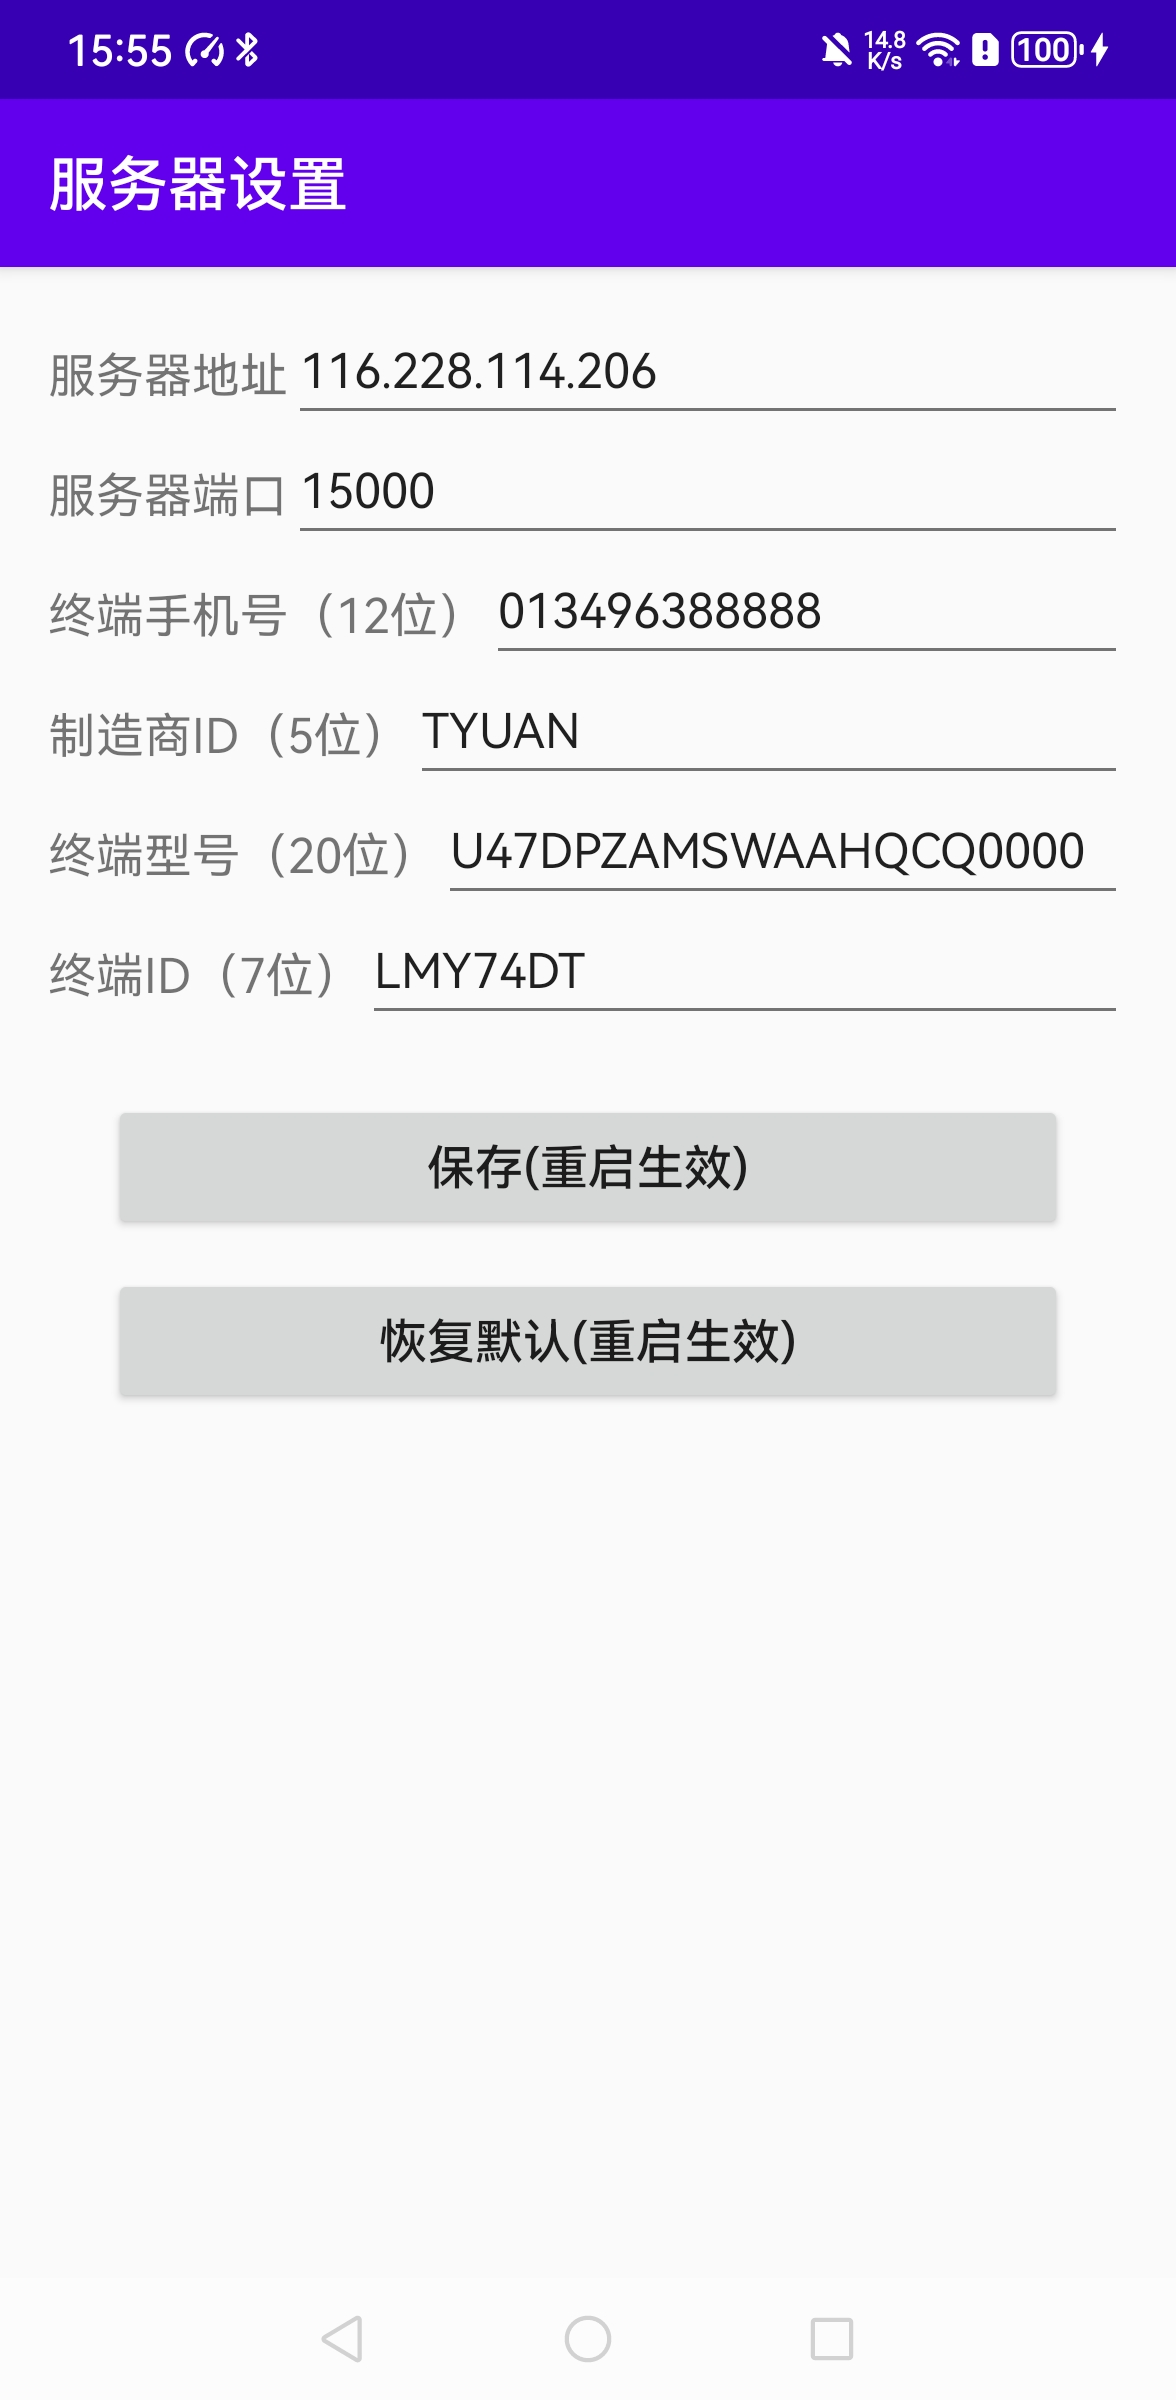 15:55
14.8
K/s
100
服务器设置
服务器地址 116.228.114.206
服务器端口 15000
终端手机号（12位） 013496388888
制造商ID（5位） TYUAN
终端型号（20位） U47DPZAMSWAAHQCQ0000
终端ID（7位） LMY74DT
保存(重启生效)
恢复默认(重启生效)